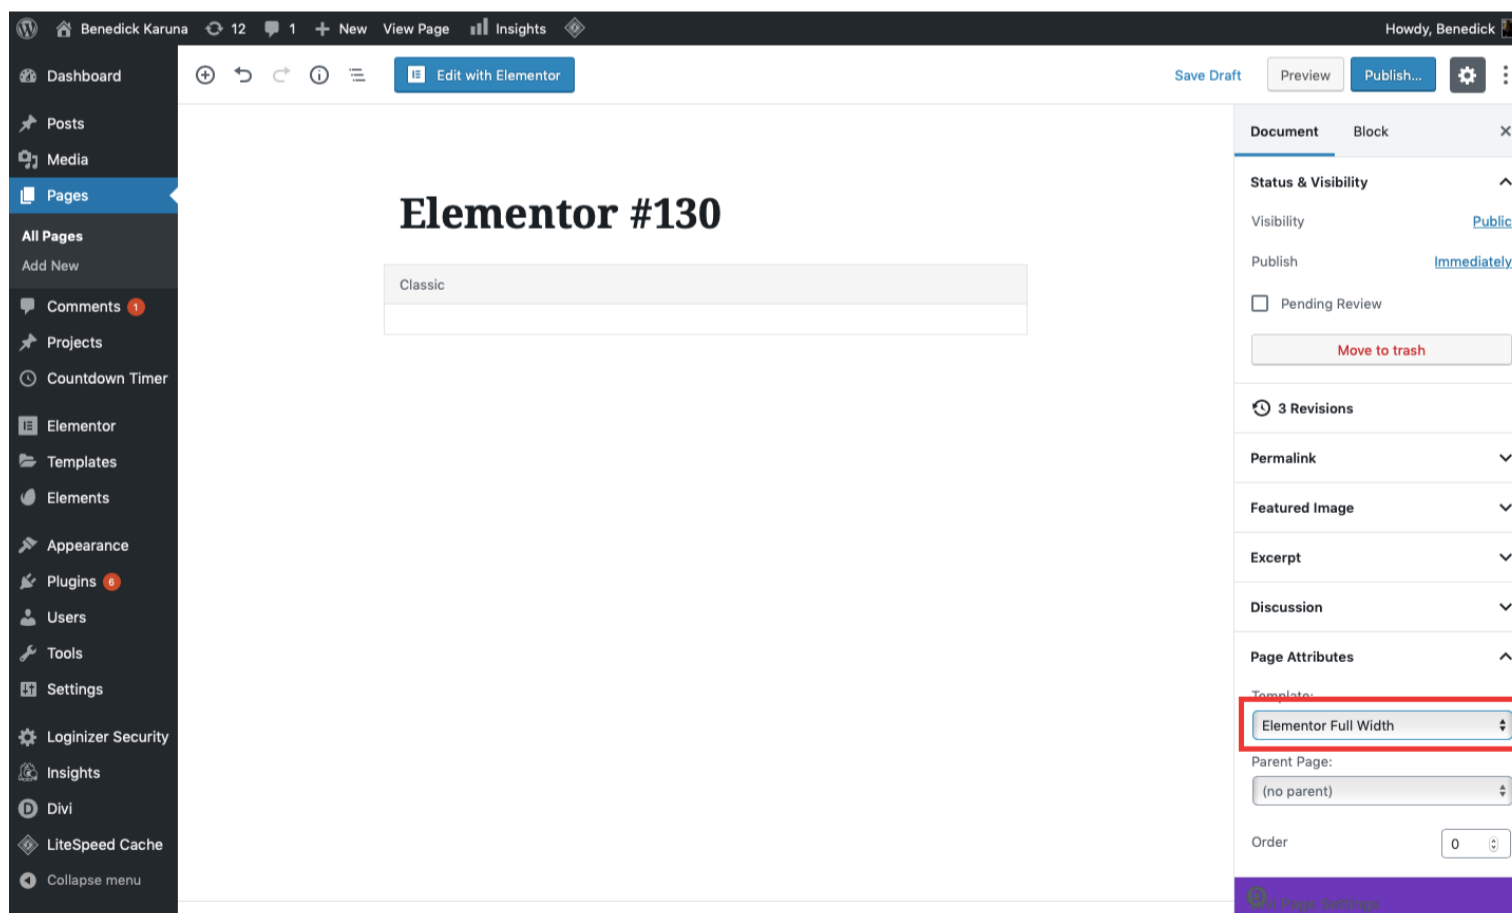 Benedick Karuna 12 1 + New View Page Insights Howdy, Benedick
Dashboard
Posts
Media
Pages
All Pages
Add New
Comments 1
Projects
Countdown Timer
Elementor
Templates
Elements
Appearance
Plugins 6
Users
Tools
Settings
Loginizer Security
Insights
Divi
LiteSpeed Cache
Collapse menu
Edit with Elementor Save Draft Preview Publish...
Elementor #130
Classic
Document Block
Status & Visibility
Visibility Public
Publish Immediately
Pending Review
Move to trash
3 Revisions
Permalink
Featured Image
Excerpt
Discussion
Page Attributes
Template:
Elementor Full Width
Parent Page:
(no parent)
Order 0
Page Settings